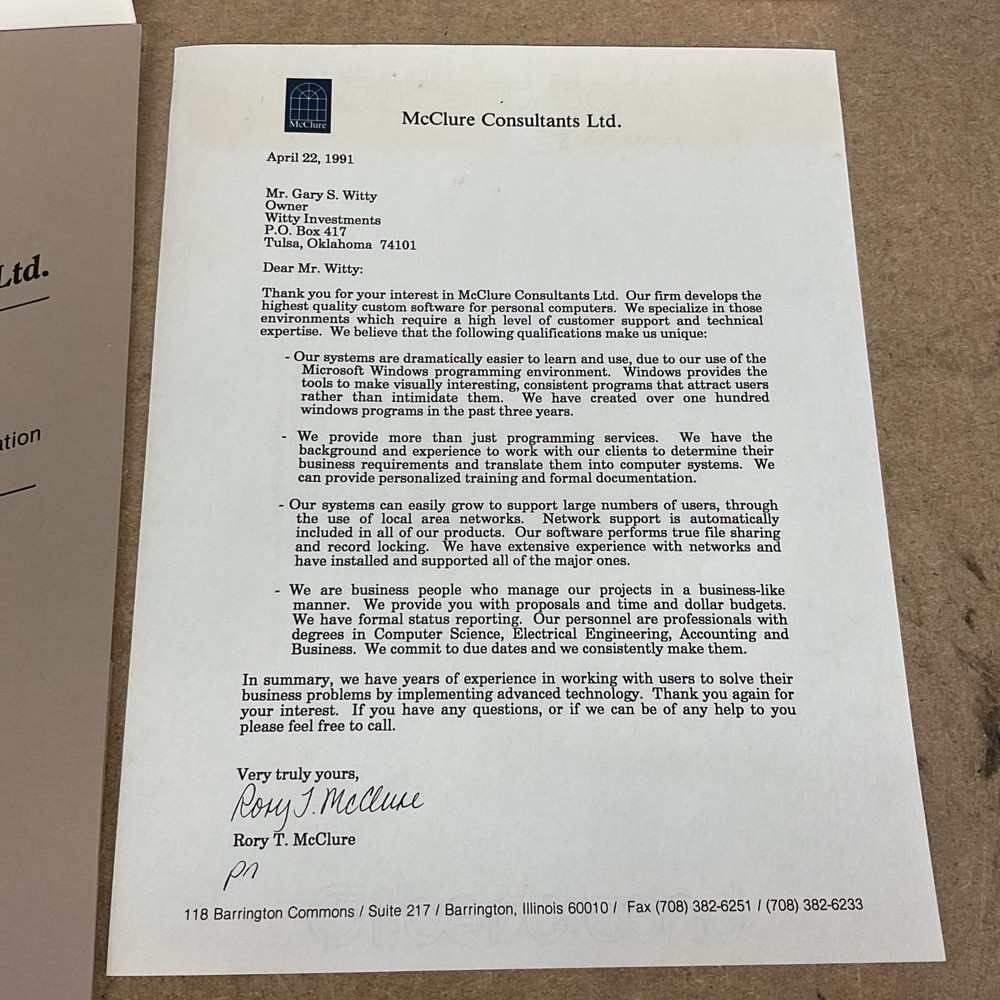 Ltd.
ation
McClure
McClure Consultants Ltd.
April 22, 1991
Mr. Gary S. Witty
Owner
Witty Investments
P.O. Box 417
Tulsa, Oklahoma 74101
Dear Mr. Witty:
Thank you for your interest in McClure Consultants Ltd. Our firm develops the
highest quality custom software for personal computers. We specialize in those
environments which require a high level of customer support and technical
expertise. We believe that the following qualifications make us unique:
- Our systems are dramatically easier to learn and use, due to our use of the
Microsoft Windows programming environment. Windows provides the
tools to make visually interesting, consistent programs that attract users
rather than intimidate them. We have created over one hundred
windows programs in the past three years.
- We provide more than just programming services. We have the
background and experience to work with our clients to determine their
business requirements and translate them into computer systems. We
can provide personalized training and formal documentation.
- Our systems can easily grow to support large numbers of users, through
the use of local area networks. Network support is automatically
included in all of our products. Our software performs true file sharing
and record locking. We have extensive experience with networks and
have installed and supported all of the major ones.
- We are business people who manage our projects in a business-like
manner. We provide you with proposals and time and dollar budgets.
We have formal status reporting. Our personnel are professionals with
degrees in Computer Science, Electrical Engineering, Accounting and
Business. We commit to due dates and we consistently make them.
In summary, we have years of experience in working with users to solve their
business problems by implementing advanced technology. Thank you again for
your interest. If you have any questions, or if we can be of any help to you
please feel free to call.
Very truly yours,
Rory T. McClure
Rory T. McClure
118 Barrington Commons / Suite 217 / Barrington, Illinois 60010 / Fax (708) 382-6251 / (708) 382-6233